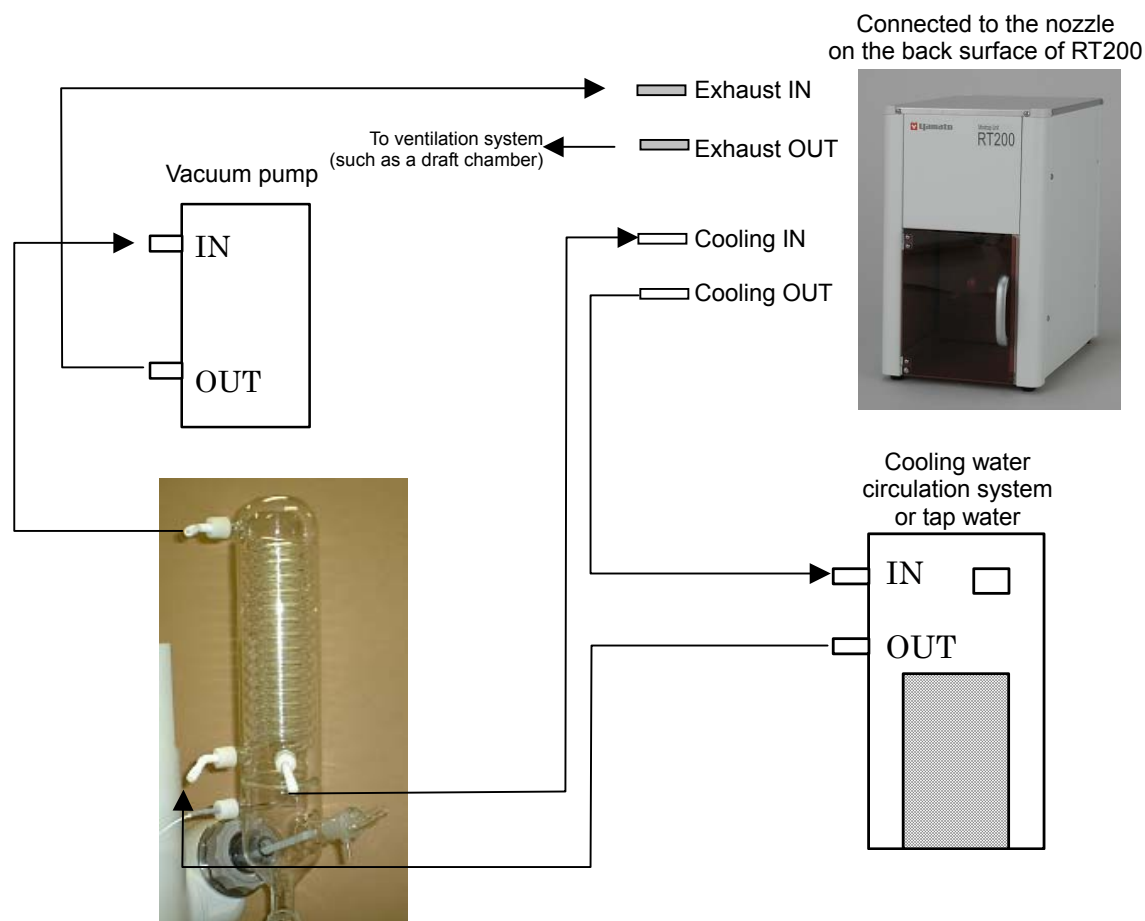 Connected to the nozzle
on the back surface of RT200
Exhaust IN
To ventilation system
(such as a draft chamber)
Exhaust OUT
Vacuum pump
IN
OUT
Cooling IN
Cooling OUT
yamato
RT200
Cooling water
circulation system
or tap water
IN
OUT